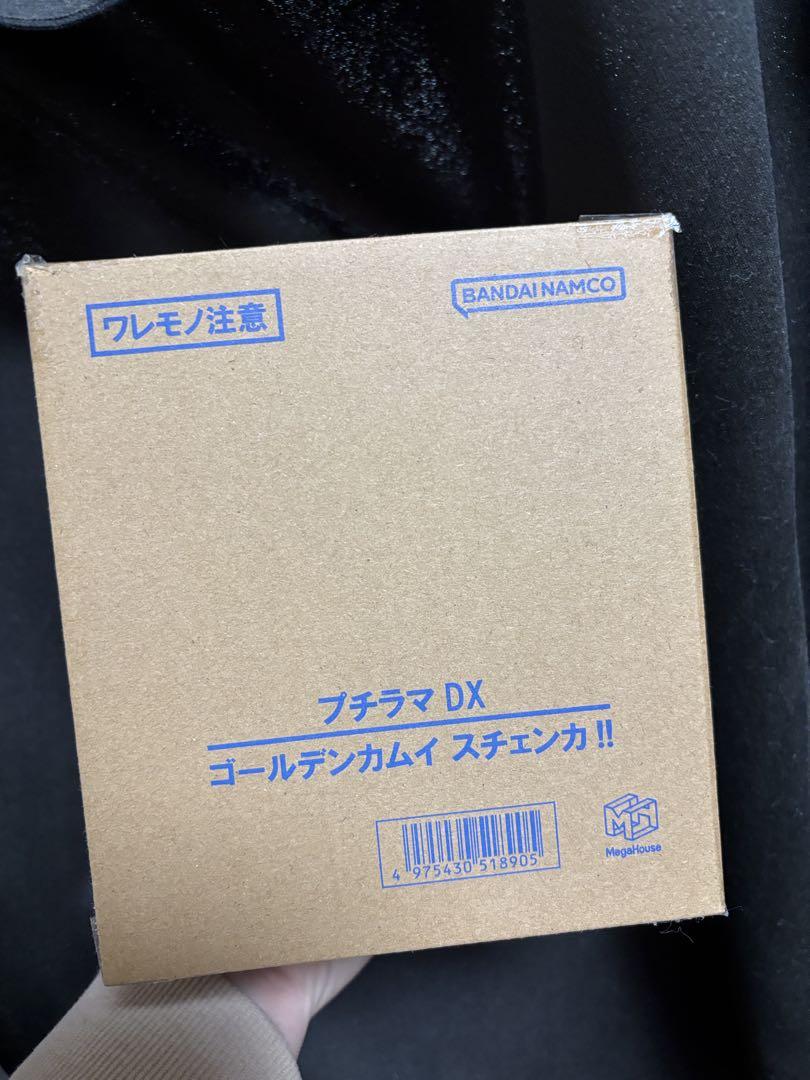 ワレモノ注意
BANDAI NAMCO
プチラマ DX
ゴールデンカムイ スチェンカ!!
4 975430 518905
MegaHouse